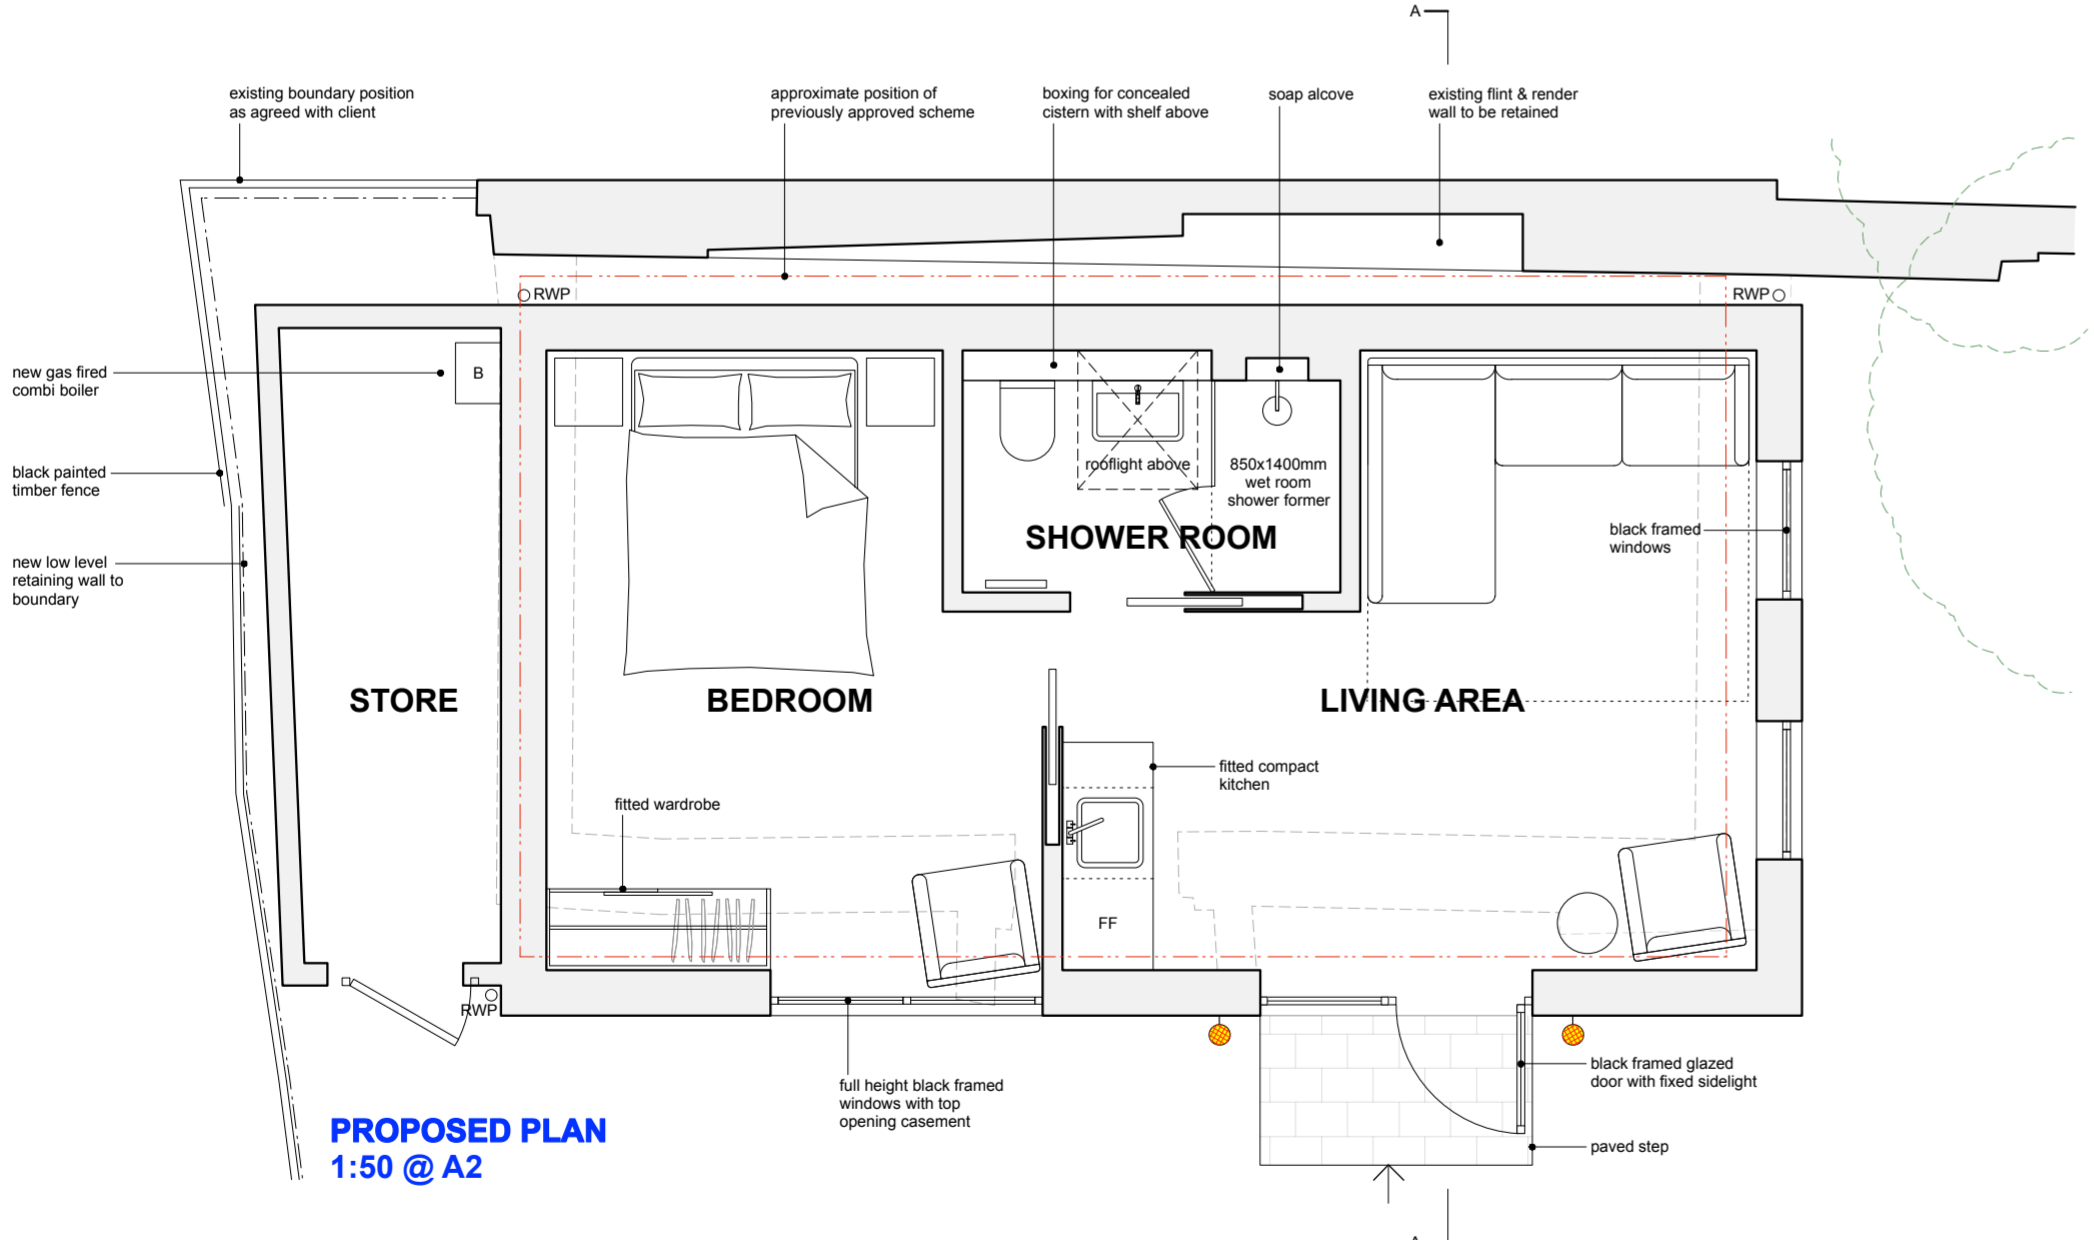 A
existing boundary position
as agreed with client
approximate position of
previously approved scheme
boxing for concealed
cistern with shelf above
soap alcove
existing flint & render
wall to be retained
RWP
RWP
new gas fired
combi boiler
B
black painted
timber fence
rooflight above
850x1400mm
wet room
shower former
SHOWER ROOM
black framed
windows
new low level
retaining wall to
boundary
STORE
BEDROOM
LIVING AREA
fitted compact
kitchen
fitted wardrobe
FF
RWP
full height black framed
windows with top
opening casement
black framed glazed
door with fixed sidelight
paved step
PROPOSED PLAN
1:50 @ A2